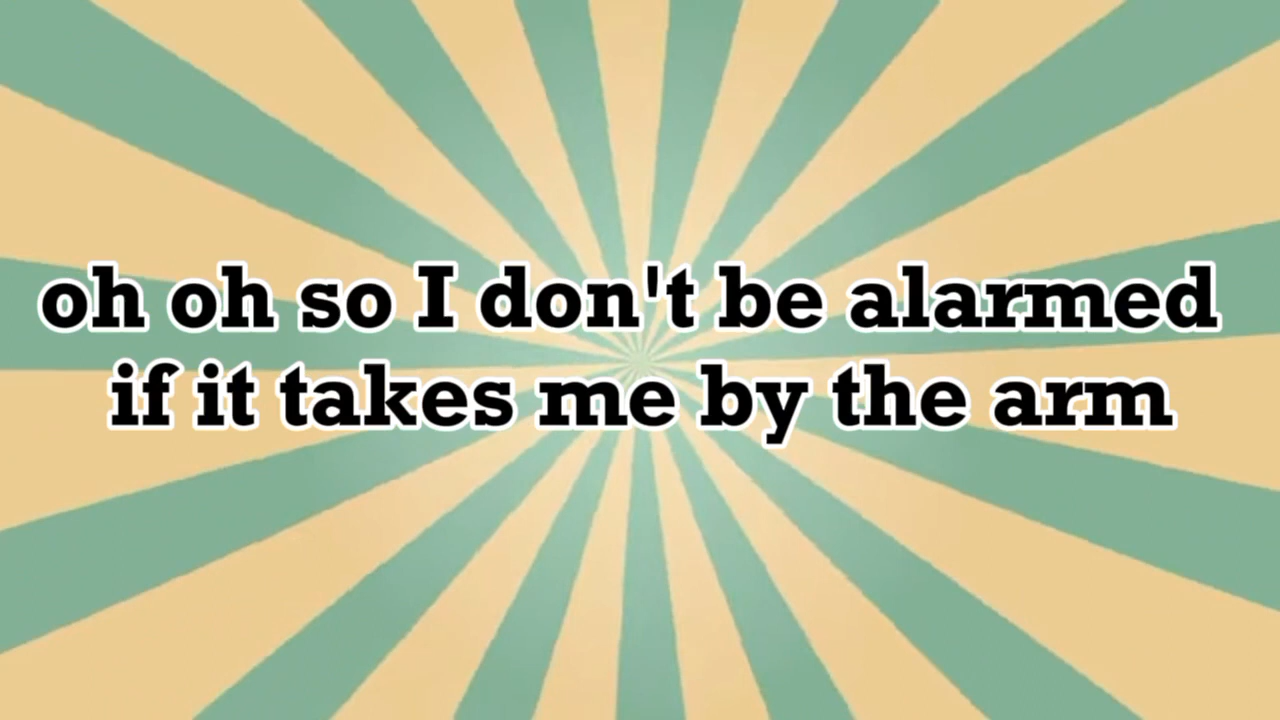 oh oh so I don't be alarmed
if it takes me by the arm